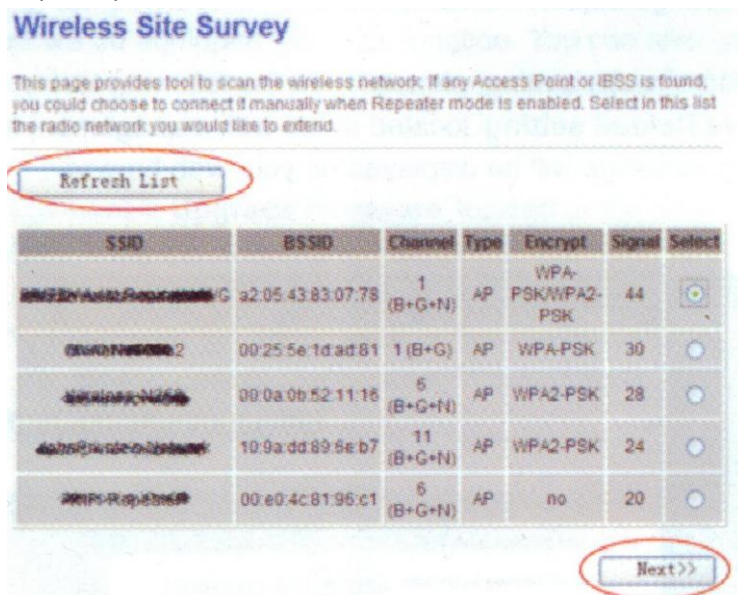 Wireless Site Survey
This page provides tool to scan the wireless network. If any Access Point or IBSS is found,
you could choose to connect it manually when Repeater mode is enabled. Select in this list
the radio network you would like to extend.
Refresh List
SSID BSSID Channel Type Encrypt Signal Select
G a2:05:43:83:07:78 1 (B+G+N) AP WPA-PSK/WPA2-PSK 44
2 00:25:5e:1d:ad:81 1 (B+G) AP WPA-PSK 30
00:0a:0b:52:11:16 6 (B+G+N) AP WPA2-PSK 28
10:9a:dd:89:5e:b7 11 (B+G+N) AP WPA2-PSK 24
00:e0:4c:81:96:c1 6 (B+G+N) AP no 20
Next>>